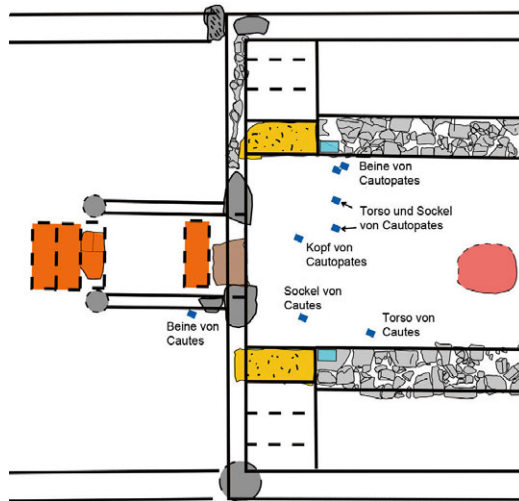 Beine von
Cautopates
Torso und Sockel
von Cautopates
Kopf von
Cautopates
Sockel von
Cautes
Torso von
Cautes
Beine von
Cautes